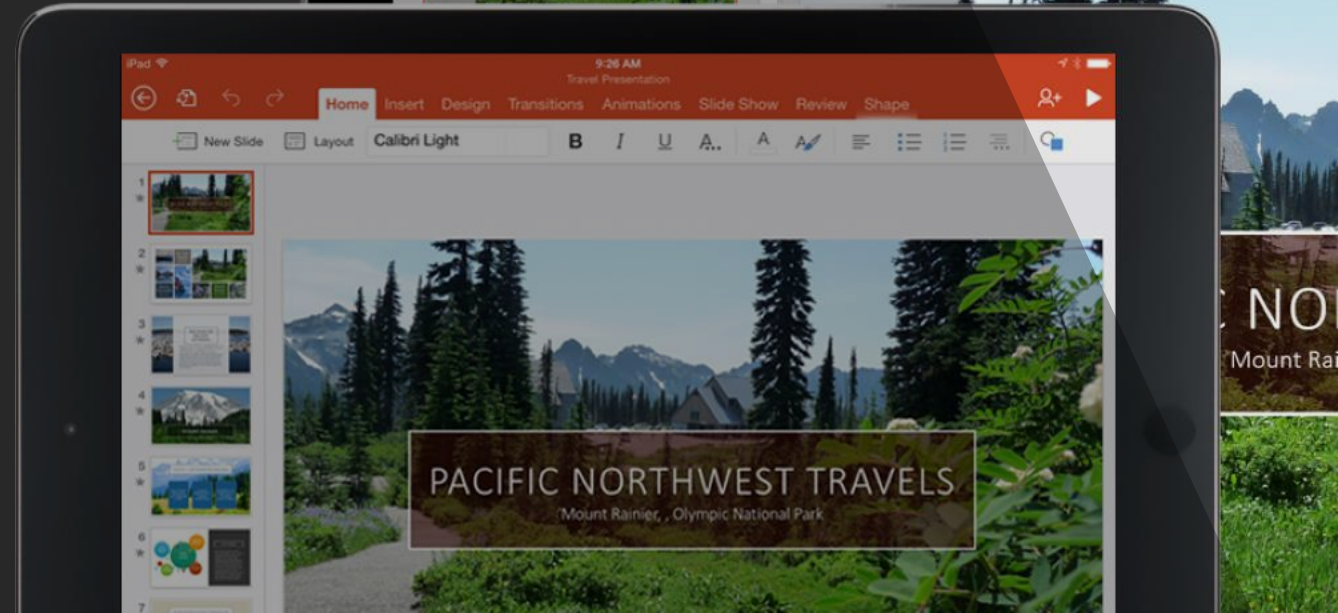 iPad
9:26 AM
Travel Presentation
Home Insert Design Transitions Animations Slide Show Review Shape
New Slide Layout Calibri Light B I U A.. A A
1
2
3
4
5
6
7
PACIFIC NORTHWEST TRAVELS
'Mount Rainier, , Olympic National Park
NO
Mount Rai